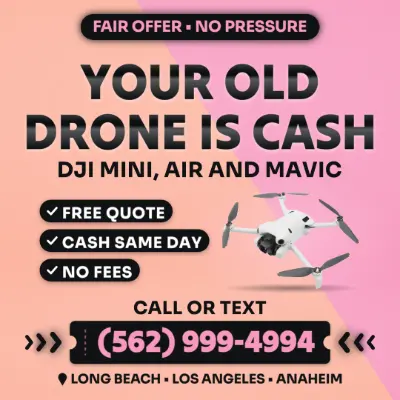 FAIR OFFER • NO PRESSURE
YOUR OLD
DRONE IS CASH
DJI MINI, AIR AND MAVIC
FREE QUOTE
CASH SAME DAY
NO FEES
CALL OR TEXT
(562) 999-4994
LONG BEACH • LOS ANGELES • ANAHEIM